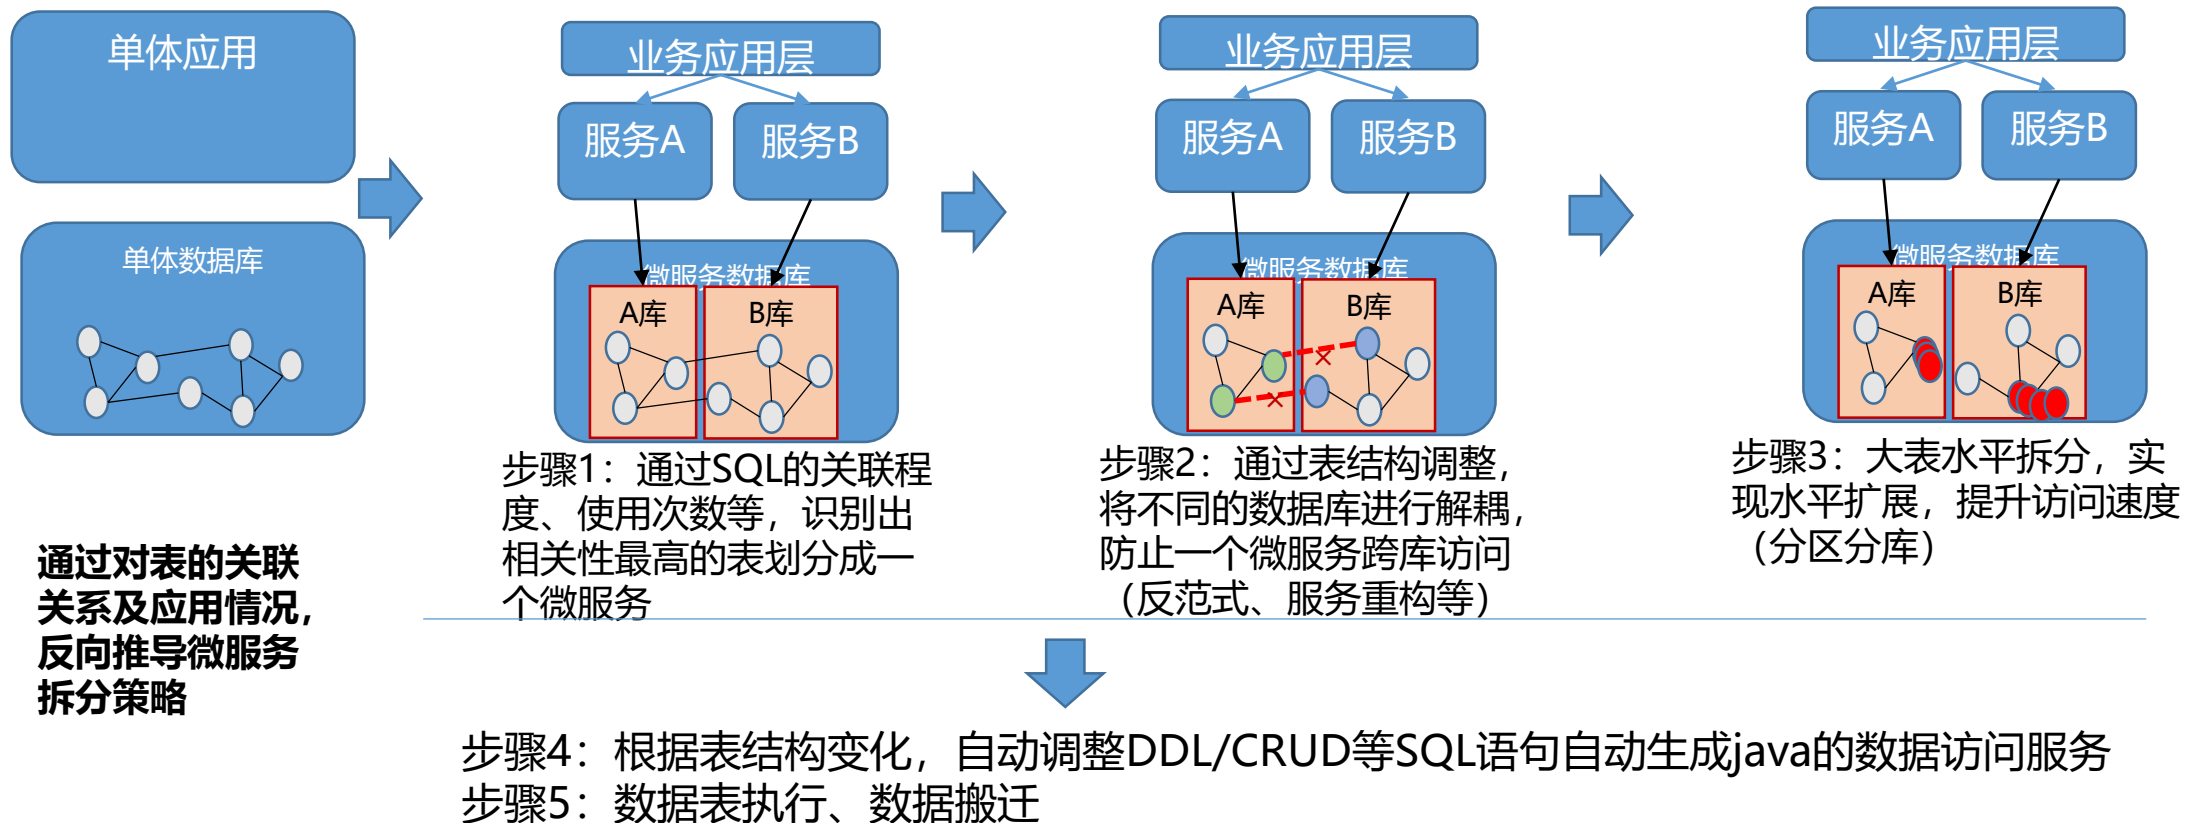 单体应用
单体数据库
通过对表的关联
关系及应用情况，
反向推导微服务
拆分策略
业务应用层
服务A
服务B
微服务数据库
A库
B库
步骤1：通过SQL的关联程
度、使用次数等，识别出
相关性最高的表划分成一
个微服务
业务应用层
服务A
服务B
微服务数据库
A库
B库
步骤2：通过表结构调整，
将不同的数据库进行解耦，
防止一个微服务跨库访问
（反范式、服务重构等）
业务应用层
服务A
服务B
微服务数据库
A库
B库
步骤3：大表水平拆分，实
现水平扩展，提升访问速度
（分区分库）
步骤4：根据表结构变化，自动调整DDL/CRUD等SQL语句自动生成java的数据访问服务
步骤5：数据表执行、数据搬迁